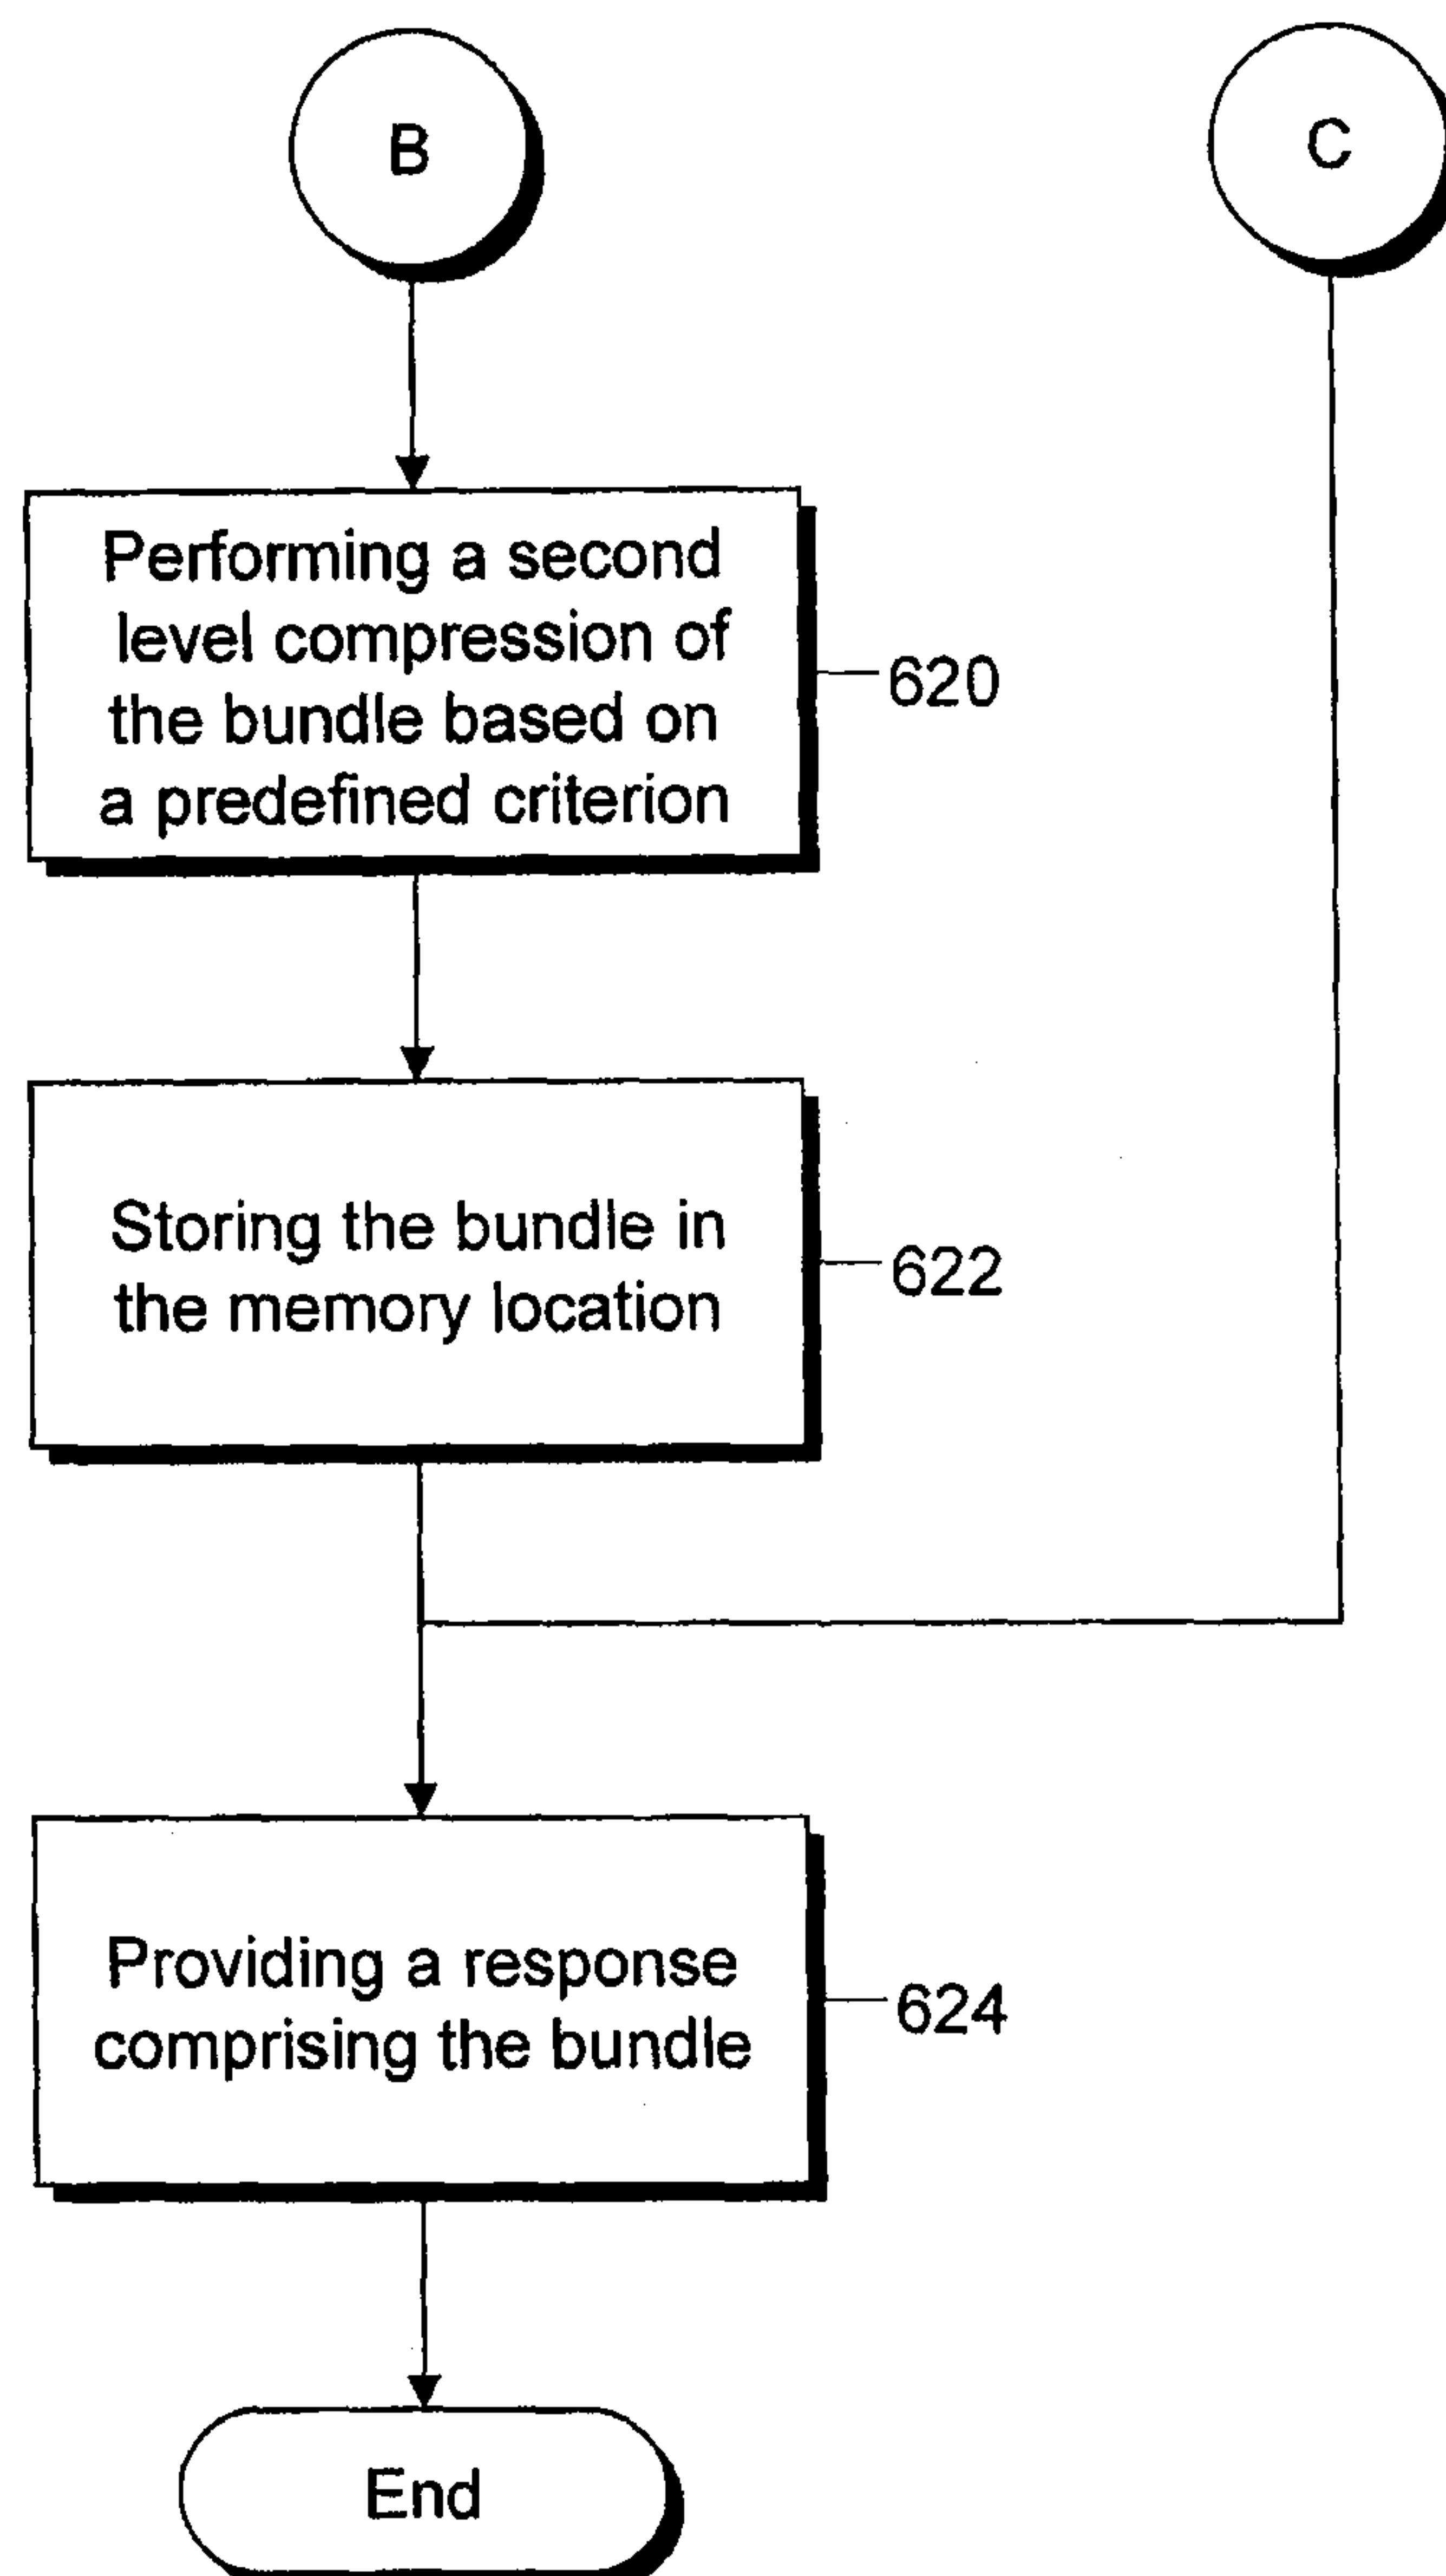 B
C
Performing a second
level compression of
the bundle based on
a predefined criterion
620
Storing the bundle in
the memory location
622
Providing a response
comprising the bundle
624
End